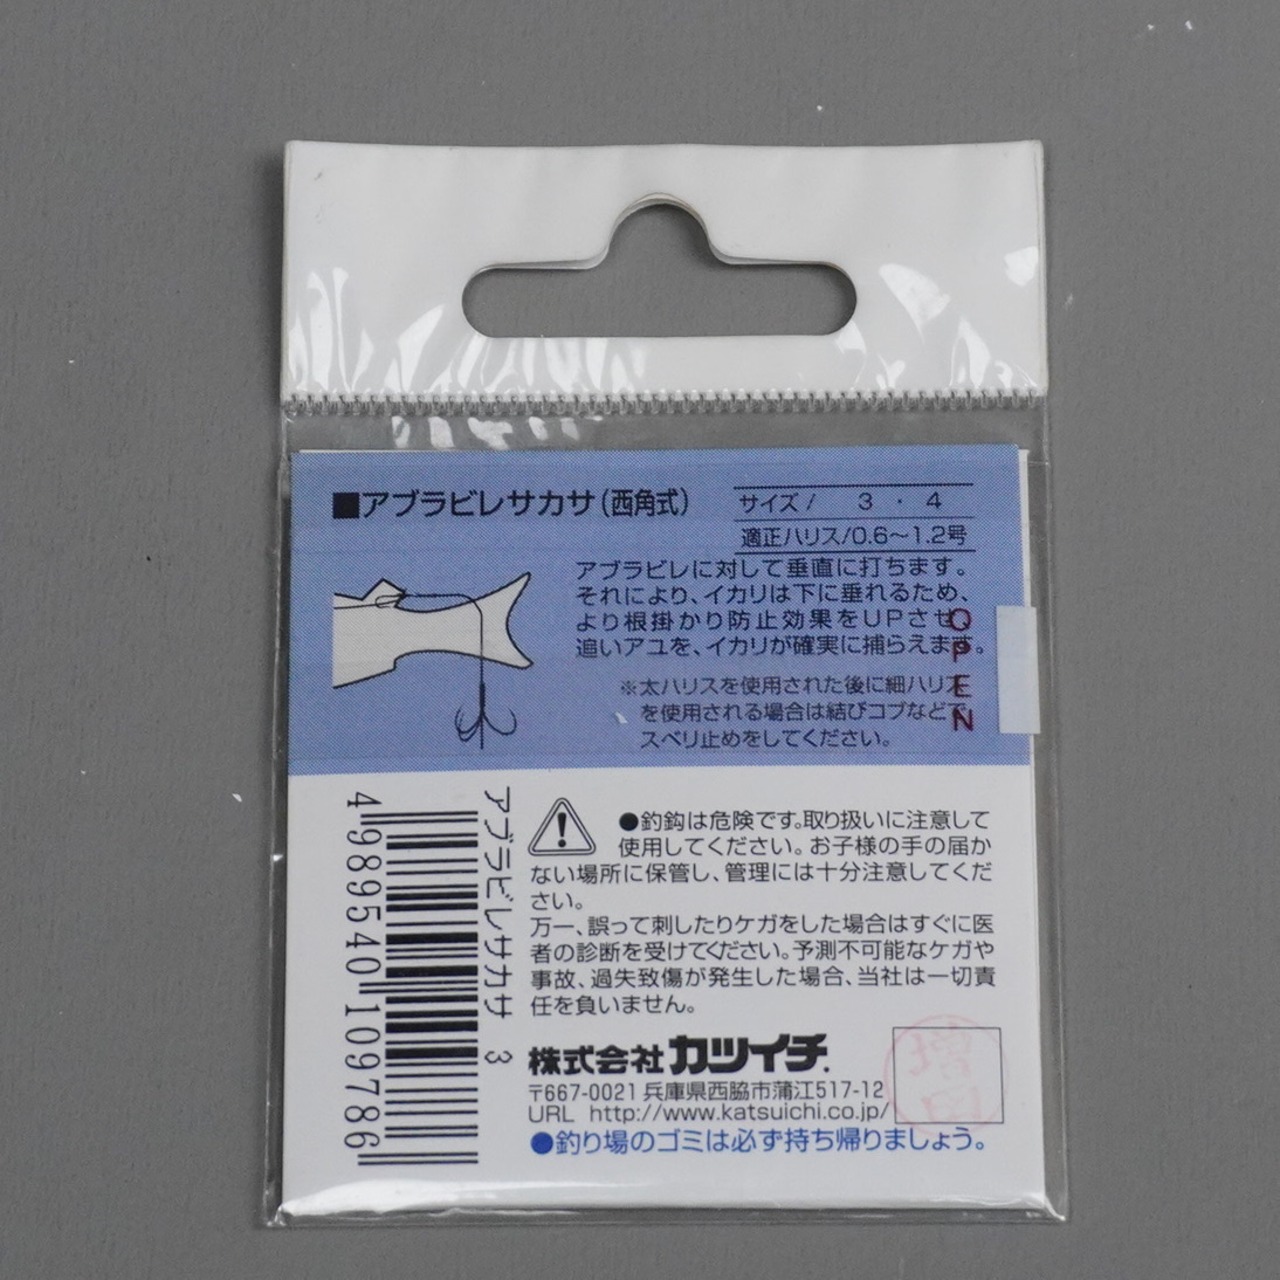 ■アブラビレサカサ(西角式)
サイズ/ 3 ・ 4
適正ハリス/0.6～1.2号
アブラビレに対して垂直に打ちます。
それにより、イカリは下に垂れるため、
より根掛かり防止効果をUPさせ、
追いアユを、イカリが確実に捕らえます。
※太ハリスを使用された後に細ハリス
を使用される場合は結びコブなどで、
スベリ止めをしてください。
OPEN
アブラビレサカサ 3
4989540109786
●釣鈎は危険です。取り扱いに注意して
使用してください。お子様の手の届か
ない場所に保管し、管理には十分注意してくだ
さい。
万一、誤って刺したりケガをした場合はすぐに医
者の診断を受けてください。予測不可能なケガや
事故、過失致傷が発生した場合、当社は一切責
任を負いません。
株式会社カツイチ.
〒667-0021 兵庫県西脇市蒲江517-12
URL http://www.katsuichi.co.jp/
増田
●釣り場のゴミは必ず持ち帰りましょう。